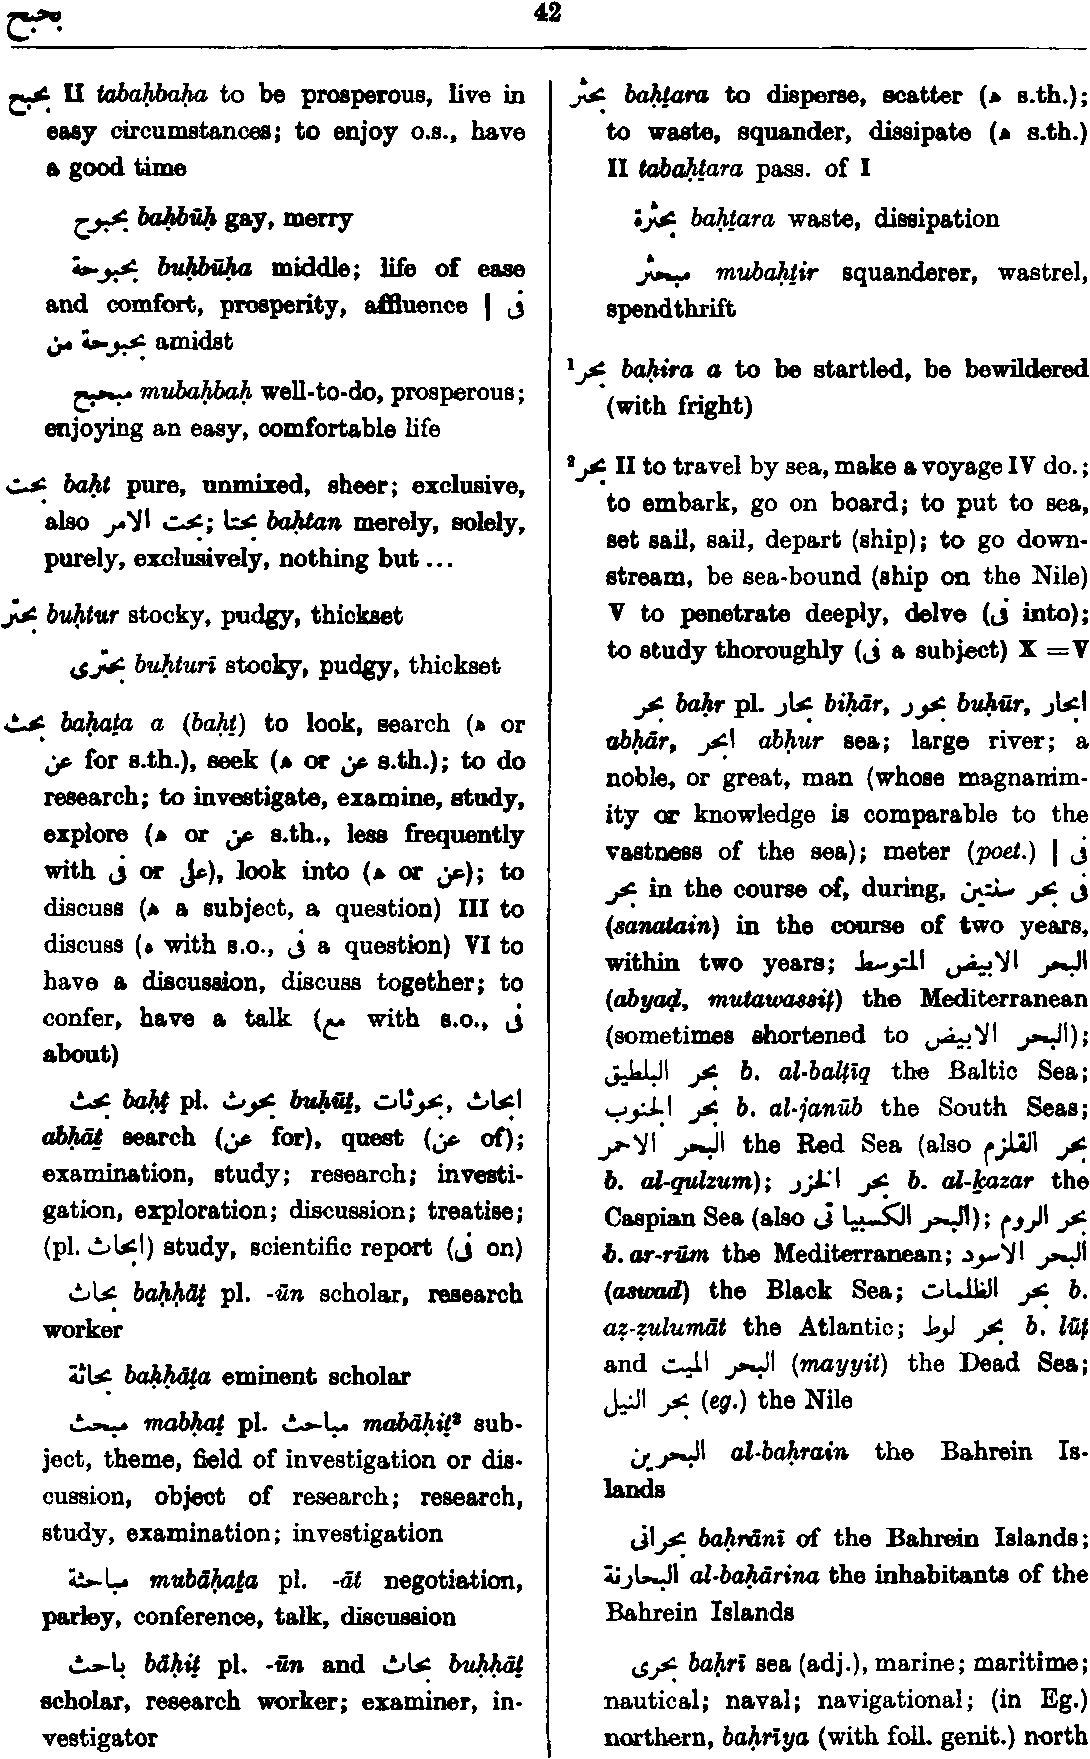 بحبح
42
بحبح II tabaḥbaḥa to be prosperous, live in
easy circumstances; to enjoy o.s., have
a good time
بحبوح baḥbūḥ gay, merry
بحبوحة buḥbūḥa middle; life of ease
and comfort, prosperity, affluence | فى
بحبوحة من amidst
مبحبح mubaḥbaḥ well-to-do, prosperous;
enjoying an easy, comfortable life
بحت baḥt pure, unmixed, sheer; exclusive,
also بحت الامر; بحتا baḥtan merely, solely,
purely, exclusively, nothing but ...
بحتر buḥtur stocky, pudgy, thickset
بحترى buḥturī stocky, pudgy, thickset
بحث baḥaṯa a (baḥṯ) to look, search (ه or
عن for s.th.), seek (ه or عن s.th.); to do
research; to investigate, examine, study,
explore (ه or عن s.th., less frequently
with فى or على), look into (ه or عن); to
discuss (ه a subject, a question) III to
discuss (ه with s.o., فى a question) VI to
have a discussion, discuss together; to
confer, have a talk (مع with s.o., فى
about)
بحث baḥṯ pl. بحوث buḥūṯ, بحوثات, ابحاث
abḥāṯ search (عن for), quest (عن of);
examination, study; research; investi-
gation, exploration; discussion; treatise;
(pl. ابحاث) study, scientific report (فى on)
بحاث baḥḥāṯ pl. -ūn scholar, research
worker
بحاثة baḥḥāṯa eminent scholar
مبحث mabḥaṯ pl. مباحث mabāḥiṯ² sub-
ject, theme, field of investigation or dis-
cussion, object of research; research,
study, examination; investigation
مباحثة mubāḥaṯa pl. -āt negotiation,
parley, conference, talk, discussion
باحث bāḥiṯ pl. -ūn and بحاث buḥḥāṯ
scholar, research worker; examiner, in-
vestigator
بحثر baḥṯara to disperse, scatter (ه s.th.);
to waste, squander, dissipate (ه s.th.)
II tabaḥṯara pass. of I
بحثرة baḥṯara waste, dissipation
مبحثر mubaḥṯir squanderer, wastrel,
spendthrift
¹بحر baḥira a to be startled, be bewildered
(with fright)
²بحر II to travel by sea, make a voyage IV do.;
to embark, go on board; to put to sea,
set sail, sail, depart (ship); to go down-
stream, be sea-bound (ship on the Nile)
V to penetrate deeply, delve (فى into);
to study thoroughly (فى a subject) X =V
بحر baḥr pl. بحار biḥār, بحور buḥūr, ابحار
abḥār, ابحر abḥur sea; large river; a
noble, or great, man (whose magnanim-
ity or knowledge is comparable to the
vastness of the sea); meter (poet.) | فى
بحر in the course of, during, فى بحر سنتين
(sanatain) in the course of two years,
within two years; البحر الابيض المتوسط
(abyaḍ, mutawassiṭ) the Mediterranean
(sometimes shortened to البحر الابيض);
بحر البلطيق b. al-balṭīq the Baltic Sea;
بحر الجنوب b. al-janūb the South Seas;
البحر الاحمر the Red Sea (also بحر القلزم
b. al-qulzum); بحر الخزر b. al-ḵazar the
Caspian Sea (also البحر الكسبيا نى); بحر الروم
b. ar-rūm the Mediterranean; البحر الاسود
(aswad) the Black Sea; بحر الظلمات b.
aẓ-ẓulumāt the Atlantic; بحر لوط b. lūṭ
and البحر الميت (mayyit) the Dead Sea;
بحر النيل (eg.) the Nile
البحرين al-baḥrain the Bahrein Is-
lands
بحرانى baḥrānī of the Bahrein Islands;
البحارنة al-baḥārina the inhabitants of the
Bahrein Islands
بحرى baḥrī sea (adj.), marine; maritime;
nautical; naval; navigational; (in Eg.)
northern, baḥrīya (with foll. genit.) north